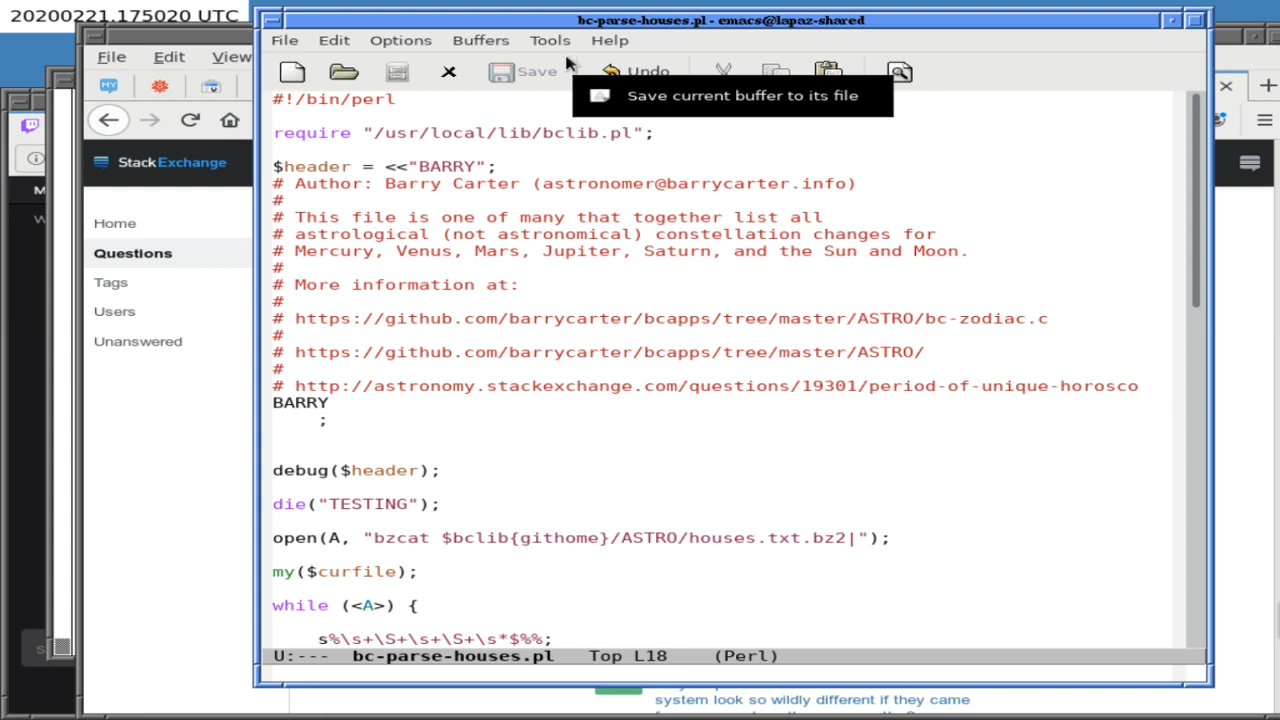 20200221.175020 UTC
bc-parse-houses.pl - emacs@lapaz-shared
File Edit Options Buffers Tools Help
File Edit View
Save Undo
Save current buffer to its file
#!/bin/perl
require "/usr/local/lib/bclib.pl";
StackExchange
$header = <<"BARRY";
# Author: Barry Carter (astronomer@barrycarter.info)
#
# This file is one of many that together list all
# astrological (not astronomical) constellation changes for
# Mercury, Venus, Mars, Jupiter, Saturn, and the Sun and Moon.
#
# More information at:
#
# https://github.com/barrycarter/bcapps/tree/master/ASTRO/bc-zodiac.c
#
# https://github.com/barrycarter/bcapps/tree/master/ASTRO/
#
# http://astronomy.stackexchange.com/questions/19301/period-of-unique-horosco
BARRY
;
debug($header);
die("TESTING");
open(A, "bzcat $bclib{githome}/ASTRO/houses.txt.bz2|");
my($curfile);
while (<A>) {
s%\s+\S+\s+\S+\s*$%%;
U:--- bc-parse-houses.pl Top L18 (Perl)
Home
Questions
Tags
Users
Unanswered
system look so wildly different if they came